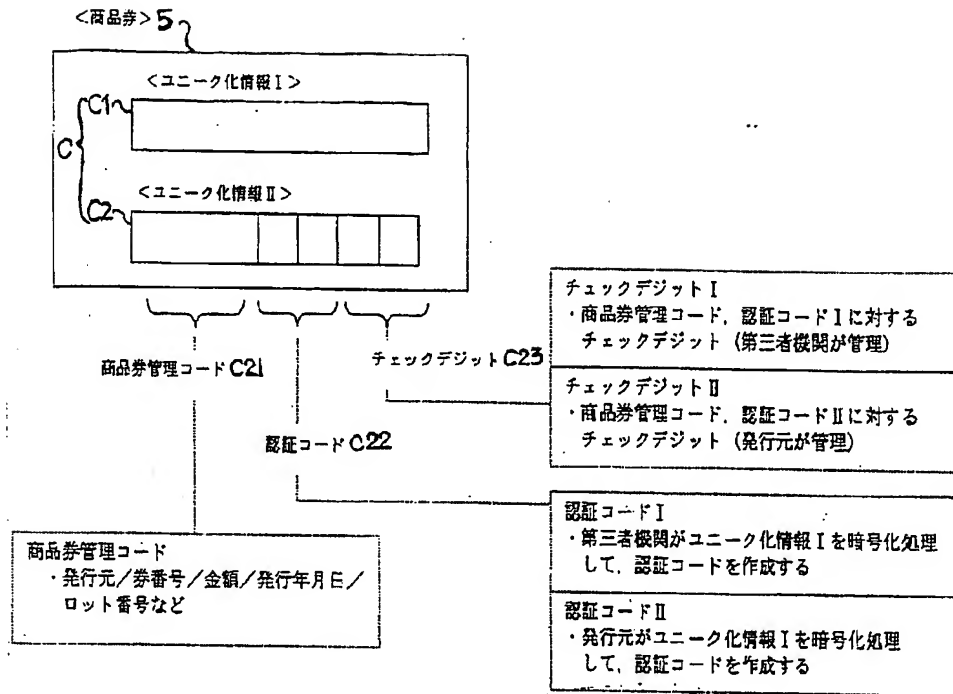 <商品券>5
<ユニーク化情報Ⅰ>
C1
C
<ユニーク化情報Ⅱ>
C2
商品券管理コード C21
認証コード C22
チェックデジット C23
チェックデジットⅠ
・商品券管理コード，認証コードⅠに対する
チェックデジット（第三者機関が管理）
チェックデジットⅡ
・商品券管理コード，認証コードⅡに対する
チェックデジット（発行元が管理）
認証コードⅠ
・第三者機関がユニーク化情報Ⅰを暗号化処理
して，認証コードを作成する
認証コードⅡ
・発行元がユニーク化情報Ⅰを暗号化処理
して，認証コードを作成する
商品券管理コード
・発行元／券番号／金額／発行年月日／
ロット番号など